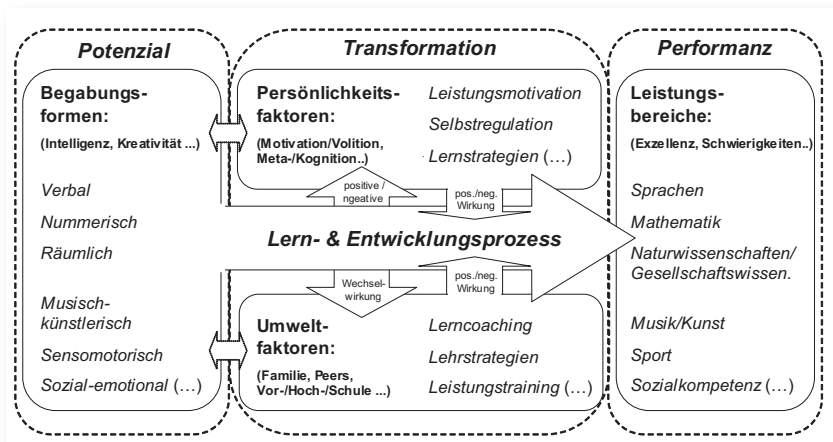 Potenzial
Begabungs-
formen:
(Intelligenz, Kreativität ...)
Verbal
Nummerisch
Räumlich
Musisch-
künstlerisch
Sensomotorisch
Sozial-emotional (…)
Transformation
Persönlichkeits-
faktoren:
(Motivation/Volition,
Meta-/Kognition..)
Leistungsmotivation
Selbstregulation
Lernstrategien (…)
positive /
ngeative
pos./neg.
Wirkung
Lern- & Entwicklungsprozess
Wechsel-
wirkung
pos./neg.
Wirkung
Umwelt-
faktoren:
(Familie, Peers,
Vor-/Hoch-/Schule ...)
Lerncoaching
Lehrstrategien
Leistungstraining (…)
Performanz
Leistungs-
bereiche:
(Exzellenz, Schwierigkeiten..)
Sprachen
Mathematik
Naturwissenschaften/
Gesellschaftswissen.
Musik/Kunst
Sport
Sozialkompetenz (…)